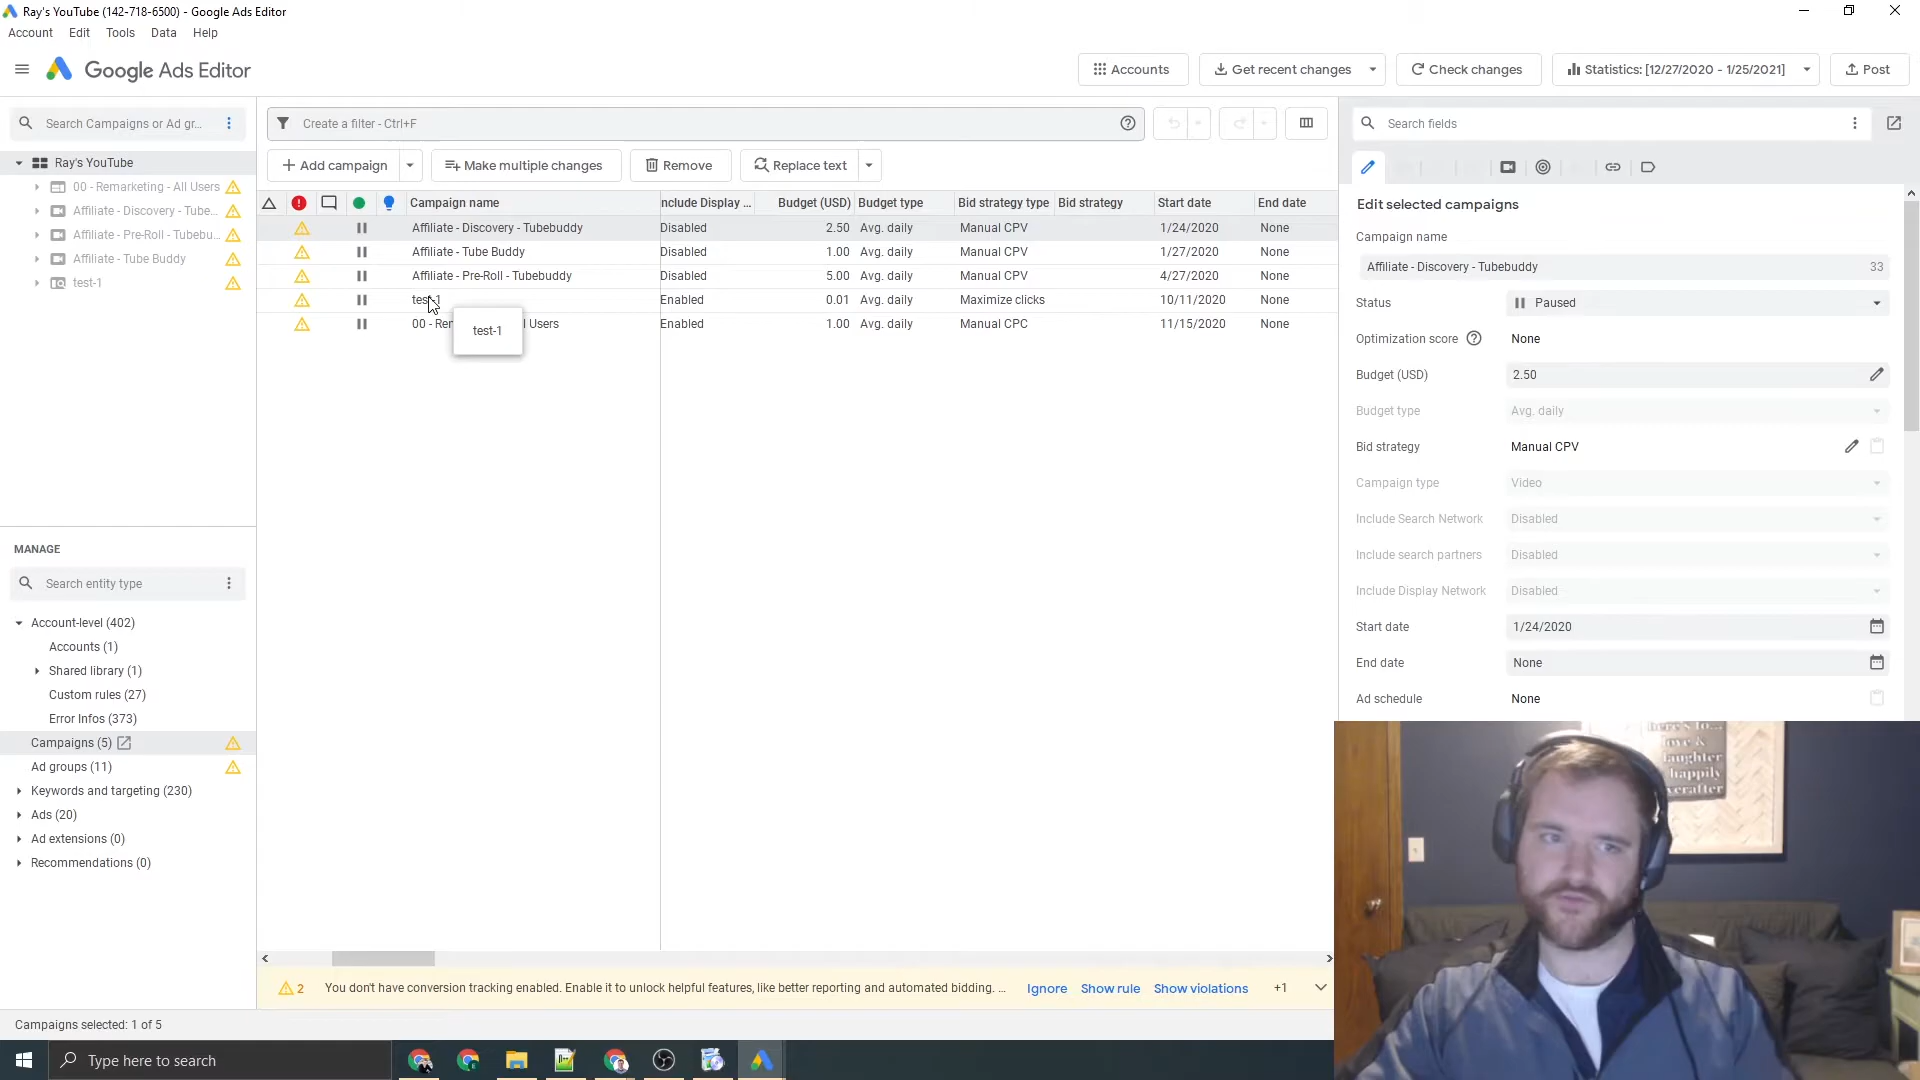 Ray's YouTube (142-718-6500) - Google Ads Editor
Account Edit Tools Data Help
Google Ads Editor
Accounts
Get recent changes
Check changes
Statistics: [12/27/2020 - 1/25/2021]
Post
Search Campaigns or Ad gr...
Ray's YouTube
00 - Remarketing - All Users
Affiliate - Discovery - Tube...
Affiliate - Pre-Roll - Tubebu...
Affiliate - Tube Buddy
test-1
MANAGE
Search entity type
Account-level (402)
Accounts (1)
Shared library (1)
Custom rules (27)
Error Infos (373)
Campaigns (5)
Ad groups (11)
Keywords and targeting (230)
Ads (20)
Ad extensions (0)
Recommendations (0)
Create a filter - Ctrl+F
Add campaign
Make multiple changes
Remove
Replace text
Campaign name nclude Display ... Budget (USD) Budget type Bid strategy type Bid strategy Start date End date
Affiliate - Discovery - Tubebuddy Disabled 2.50 Avg. daily Manual CPV 1/24/2020 None
Affiliate - Tube Buddy Disabled 1.00 Avg. daily Manual CPV 1/27/2020 None
Affiliate - Pre-Roll - Tubebuddy Disabled 5.00 Avg. daily Manual CPV 4/27/2020 None
test-1 Enabled 0.01 Avg. daily Maximize clicks 10/11/2020 None
00 - Rem l Users Enabled 1.00 Avg. daily Manual CPC 11/15/2020 None
test-1
2 You don't have conversion tracking enabled. Enable it to unlock helpful features, like better reporting and automated bidding. ... Ignore Show rule Show violations +1
Campaigns selected: 1 of 5
Search fields
Edit selected campaigns
Campaign name
Affiliate - Discovery - Tubebuddy 33
Status Paused
Optimization score None
Budget (USD) 2.50
Budget type Avg. daily
Bid strategy Manual CPV
Campaign type Video
Include Search Network Disabled
Include search partners Disabled
Include Display Network Disabled
Start date 1/24/2020
End date None
Ad schedule None
here's to...
love &
laughter
happily
Type here to search